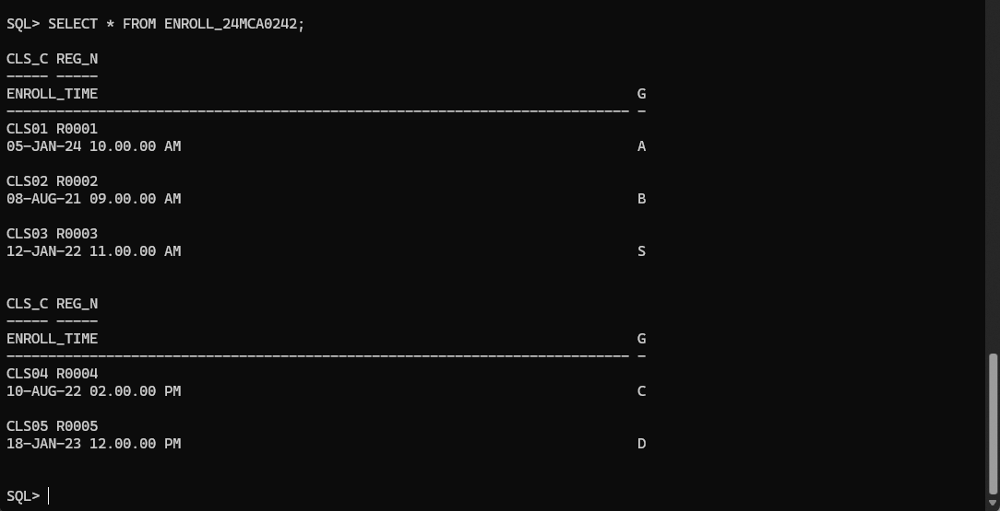 SQL> SELECT * FROM ENROLL_24MCA0242;
CLS_C REG_N
----- -----
ENROLL_TIME                                                                 G
--------------------------------------------------------------------------- -
CLS01 R0001
05-JAN-24 10.00.00 AM                                                       A
CLS02 R0002
08-AUG-21 09.00.00 AM                                                       B
CLS03 R0003
12-JAN-22 11.00.00 AM                                                       S
CLS_C REG_N
----- -----
ENROLL_TIME                                                                 G
--------------------------------------------------------------------------- -
CLS04 R0004
10-AUG-22 02.00.00 PM                                                       C
CLS05 R0005
18-JAN-23 12.00.00 PM                                                       D
SQL>